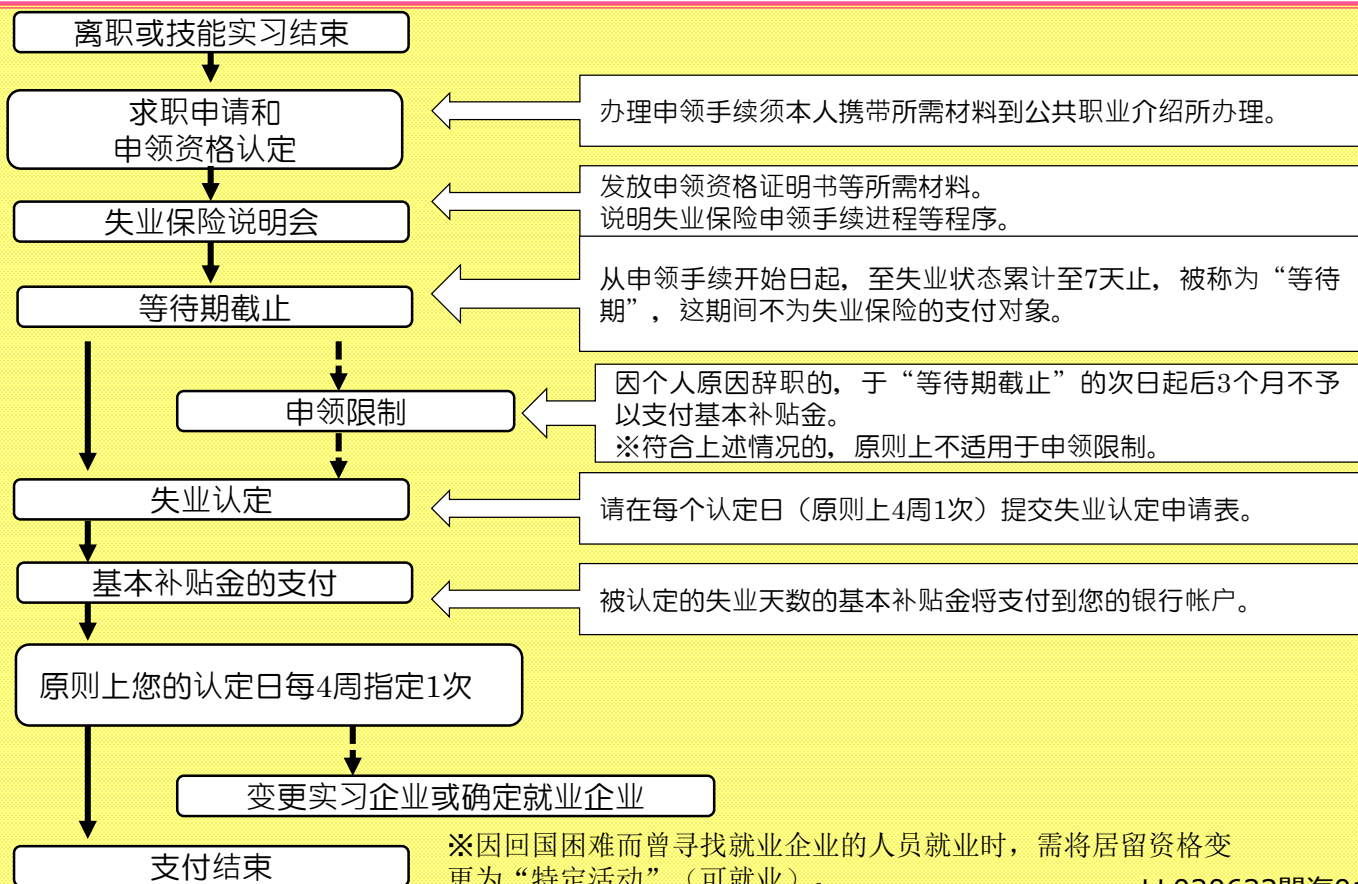 离职或技能实习结束
求职申请和
申领资格认定
办理申领手续须本人携带所需材料到公共职业介绍所办理。
失业保险说明会
发放申领资格证明书等所需材料。
说明失业保险申领手续进程等程序。
等待期截止
从申领手续开始日起，至失业状态累计至7天止，被称为“等待
期”，这期间不为失业保险的支付对象。
申领限制
因个人原因辞职的，于“等待期截止”的次日起后3个月不予
以支付基本补贴金。
※符合上述情况的，原则上不适用于申领限制。
失业认定
请在每个认定日（原则上4周1次）提交失业认定申请表。
基本补贴金的支付
被认定的失业天数的基本补贴金将支付到您的银行帐户。
原则上您的认定日每4周指定1次
变更实习企业或确定就业企业
支付结束
※因回国困难而曾寻找就业企业的人员就业时，需将居留资格变
更为“特定活动”（可就业）。